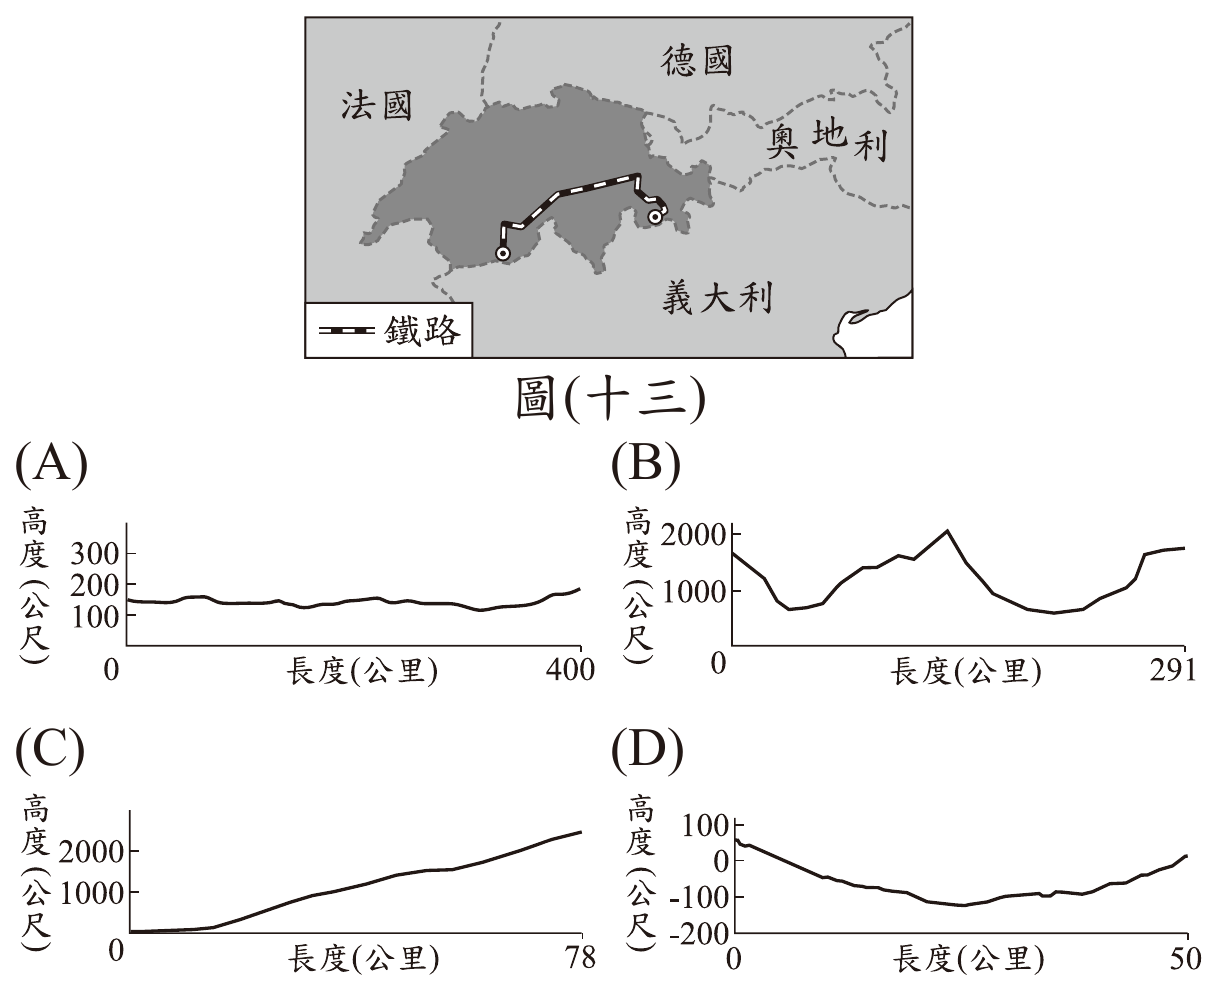 德國
法國
奧地利
義大利
鐵路
圖(十三)
(A)
高度(公尺)
300
200
100
0
長度(公里)
400
(B)
高度(公尺)
2000
1000
0
長度(公里)
291
(C)
高度(公尺)
2000
1000
0
長度(公里)
78
(D)
高度(公尺)
100
0
-100
-200
0
長度(公里)
50